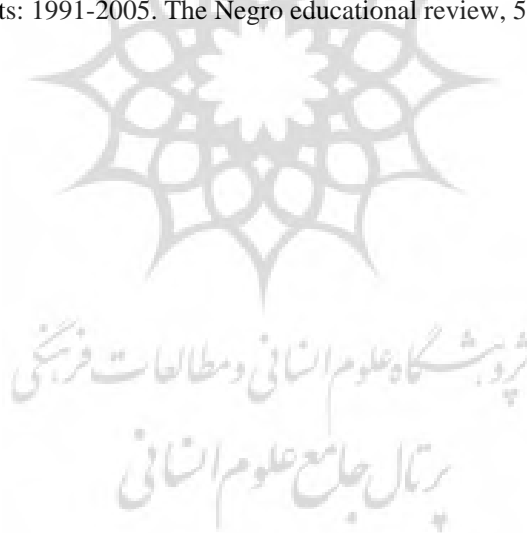 ts: 1991-2005. The Negro educational review, 5
پژوهشگاه علوم انسانی و مطالعات فرهنگی
پرتال جامع علوم انسانی